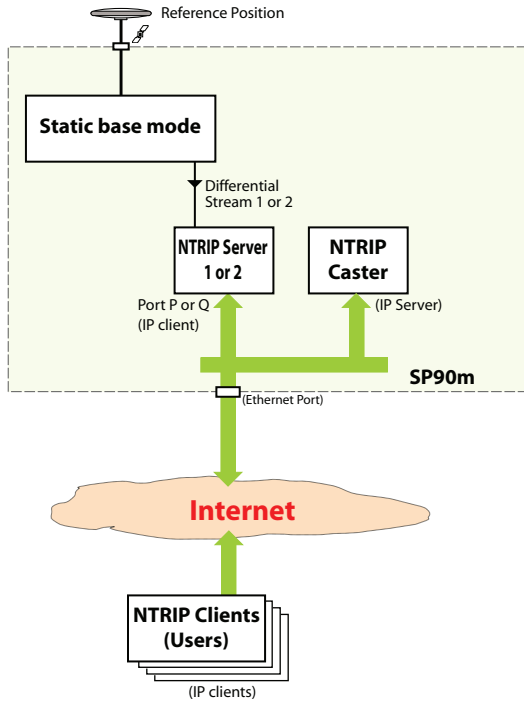 Reference Position
Static base mode
Differential
Stream 1 or 2
NTRIP Server
1 or 2
NTRIP
Caster
Port P or Q
(IP client)
(IP Server)
SP90m
(Ethernet Port)
Internet
NTRIP Clients
(Users)
(IP clients)